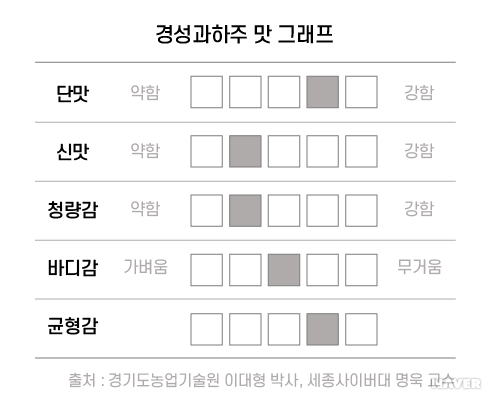 경성과하주 맛 그래프
단맛 약함 강함
신맛 약함 강함
청량감 약함 강함
바디감 가벼움 무거움
균형감
출처 : 경기도농업기술원 이대형 박사, 세종사이버대 명욱 교수
NAVER